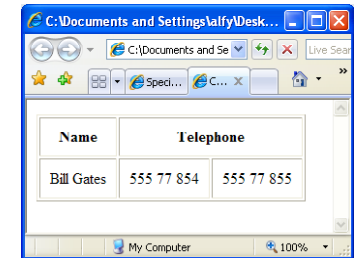 C:\Documents and Settings\alfy\Desk...
C:\Documents and Se
Live Sear
Speci...
C...
Name Telephone
Bill Gates 555 77 854 555 77 855
My Computer 100%